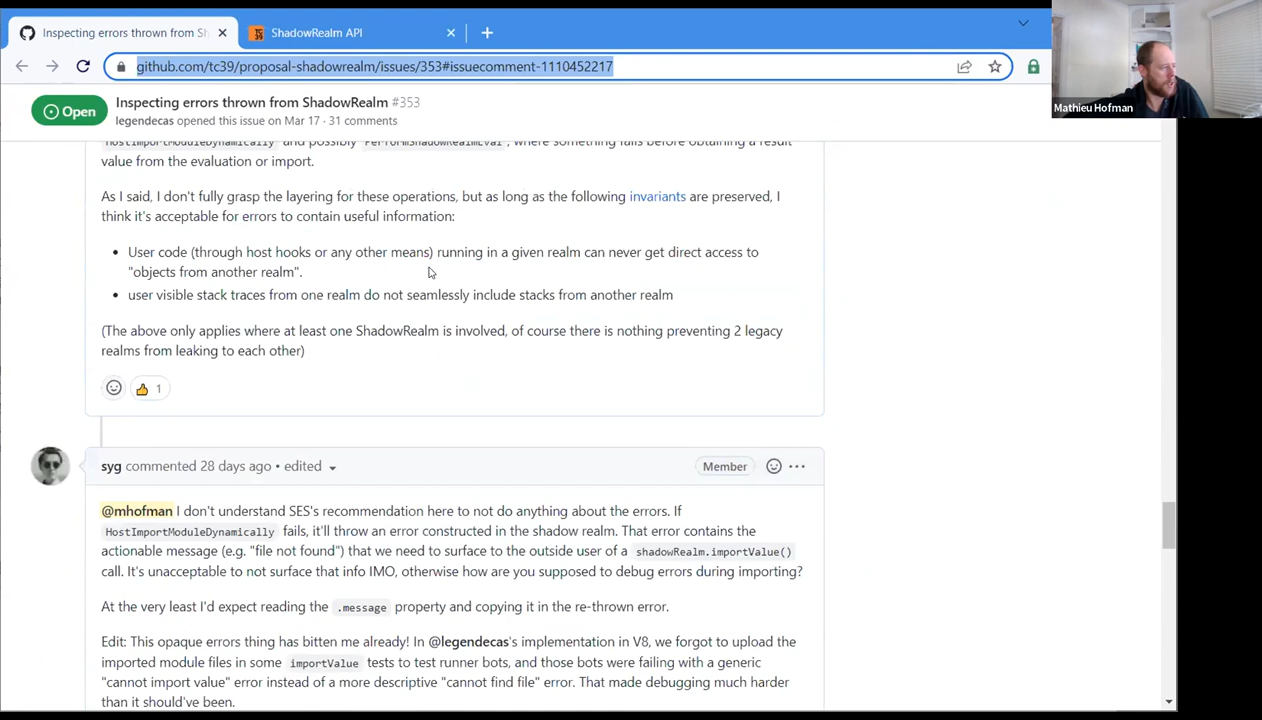 Inspecting errors thrown from Sh
ShadowRealm API
github.com/tc39/proposal-shadowrealm/issues/353#issuecomment-1110452217
Mathieu Hofman
Open
Inspecting errors thrown from ShadowRealm #353
legendecas opened this issue on Mar 17 · 31 comments
HostImportModuleDynamically and possibly PerformShadowRealmEval, where something fails before obtaining a result
value from the evaluation or import.
As I said, I don't fully grasp the layering for these operations, but as long as the following invariants are preserved, I
think it's acceptable for errors to contain useful information:
• User code (through host hooks or any other means) running in a given realm can never get direct access to
"objects from another realm".
• user visible stack traces from one realm do not seamlessly include stacks from another realm
(The above only applies where at least one ShadowRealm is involved, of course there is nothing preventing 2 legacy
realms from leaking to each other)
1
syg commented 28 days ago • edited
Member
@mhofman I don't understand SES's recommendation here to not do anything about the errors. If
HostImportModuleDynamically fails, it'll throw an error constructed in the shadow realm. That error contains the
actionable message (e.g. "file not found") that we need to surface to the outside user of a shadowRealm.importValue()
call. It's unacceptable to not surface that info IMO, otherwise how are you supposed to debug errors during importing?
At the very least I'd expect reading the .message property and copying it in the re-thrown error.
Edit: This opaque errors thing has bitten me already! In @legendecas's implementation in V8, we forgot to upload the
imported module files in some importValue tests to test runner bots, and those bots were failing with a generic
"cannot import value" error instead of a more descriptive "cannot find file" error. That made debugging much harder
than it should've been.